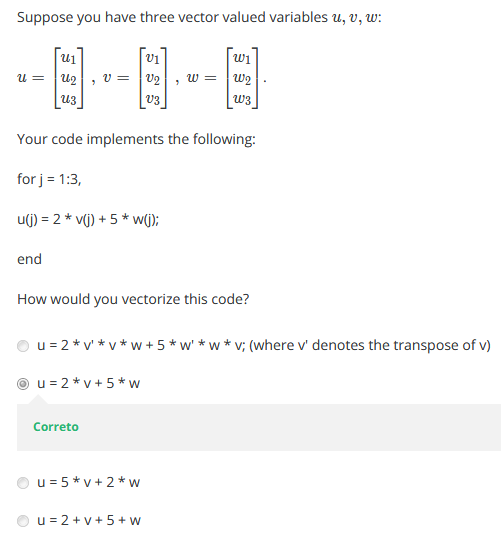 Suppose you have three vector valued variables u, v, w:
u = [u1 u2 u3], v = [v1 v2 v3], w = [w1 w2 w3].
Your code implements the following:
for j = 1:3,
u(j) = 2 * v(j) + 5 * w(j);
end
How would you vectorize this code?
u = 2 * v' * v * w + 5 * w' * w * v; (where v' denotes the transpose of v)
u = 2 * v + 5 * w
Correto
u = 5 * v + 2 * w
u = 2 + v + 5 + w